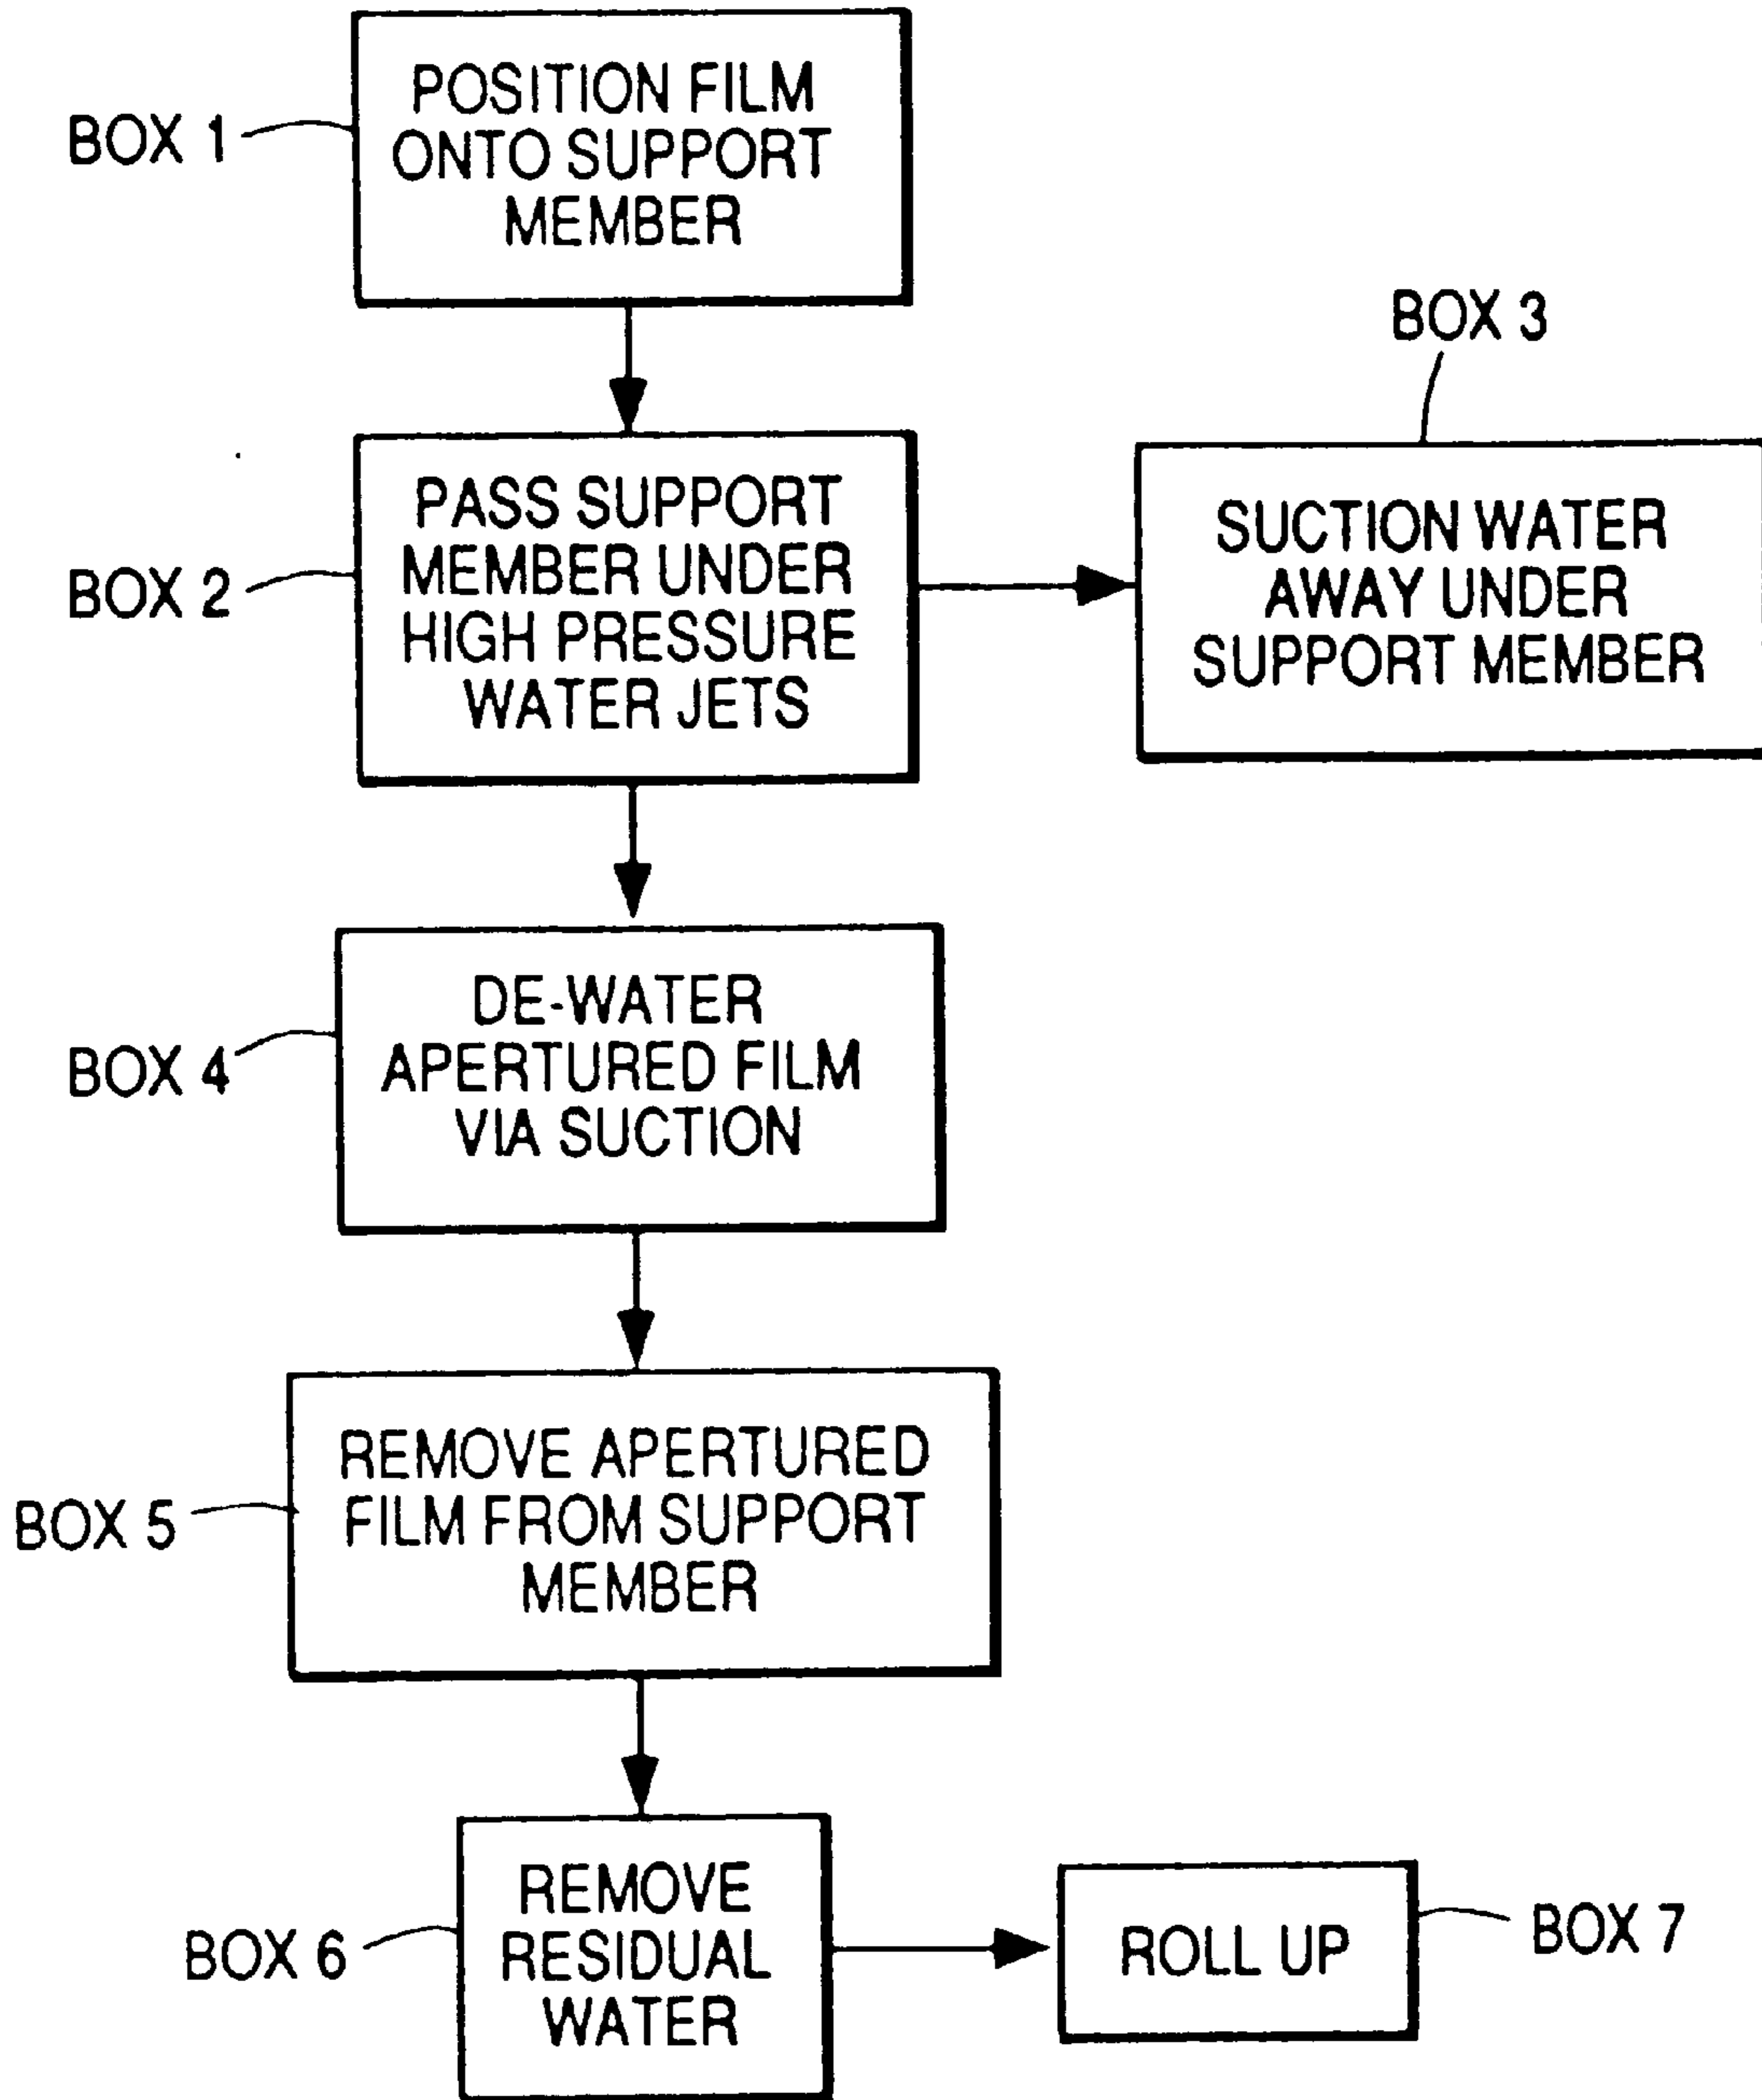 BOX 1
POSITION FILM
ONTO SUPPORT
MEMBER
BOX 2
PASS SUPPORT
MEMBER UNDER
HIGH PRESSURE
WATER JETS
BOX 3
SUCTION WATER
AWAY UNDER
SUPPORT MEMBER
BOX 4
DE-WATER
APERTURED FILM
VIA SUCTION
BOX 5
REMOVE APERTURED
FILM FROM SUPPORT
MEMBER
BOX 6
REMOVE
RESIDUAL
WATER
ROLL UP
BOX 7